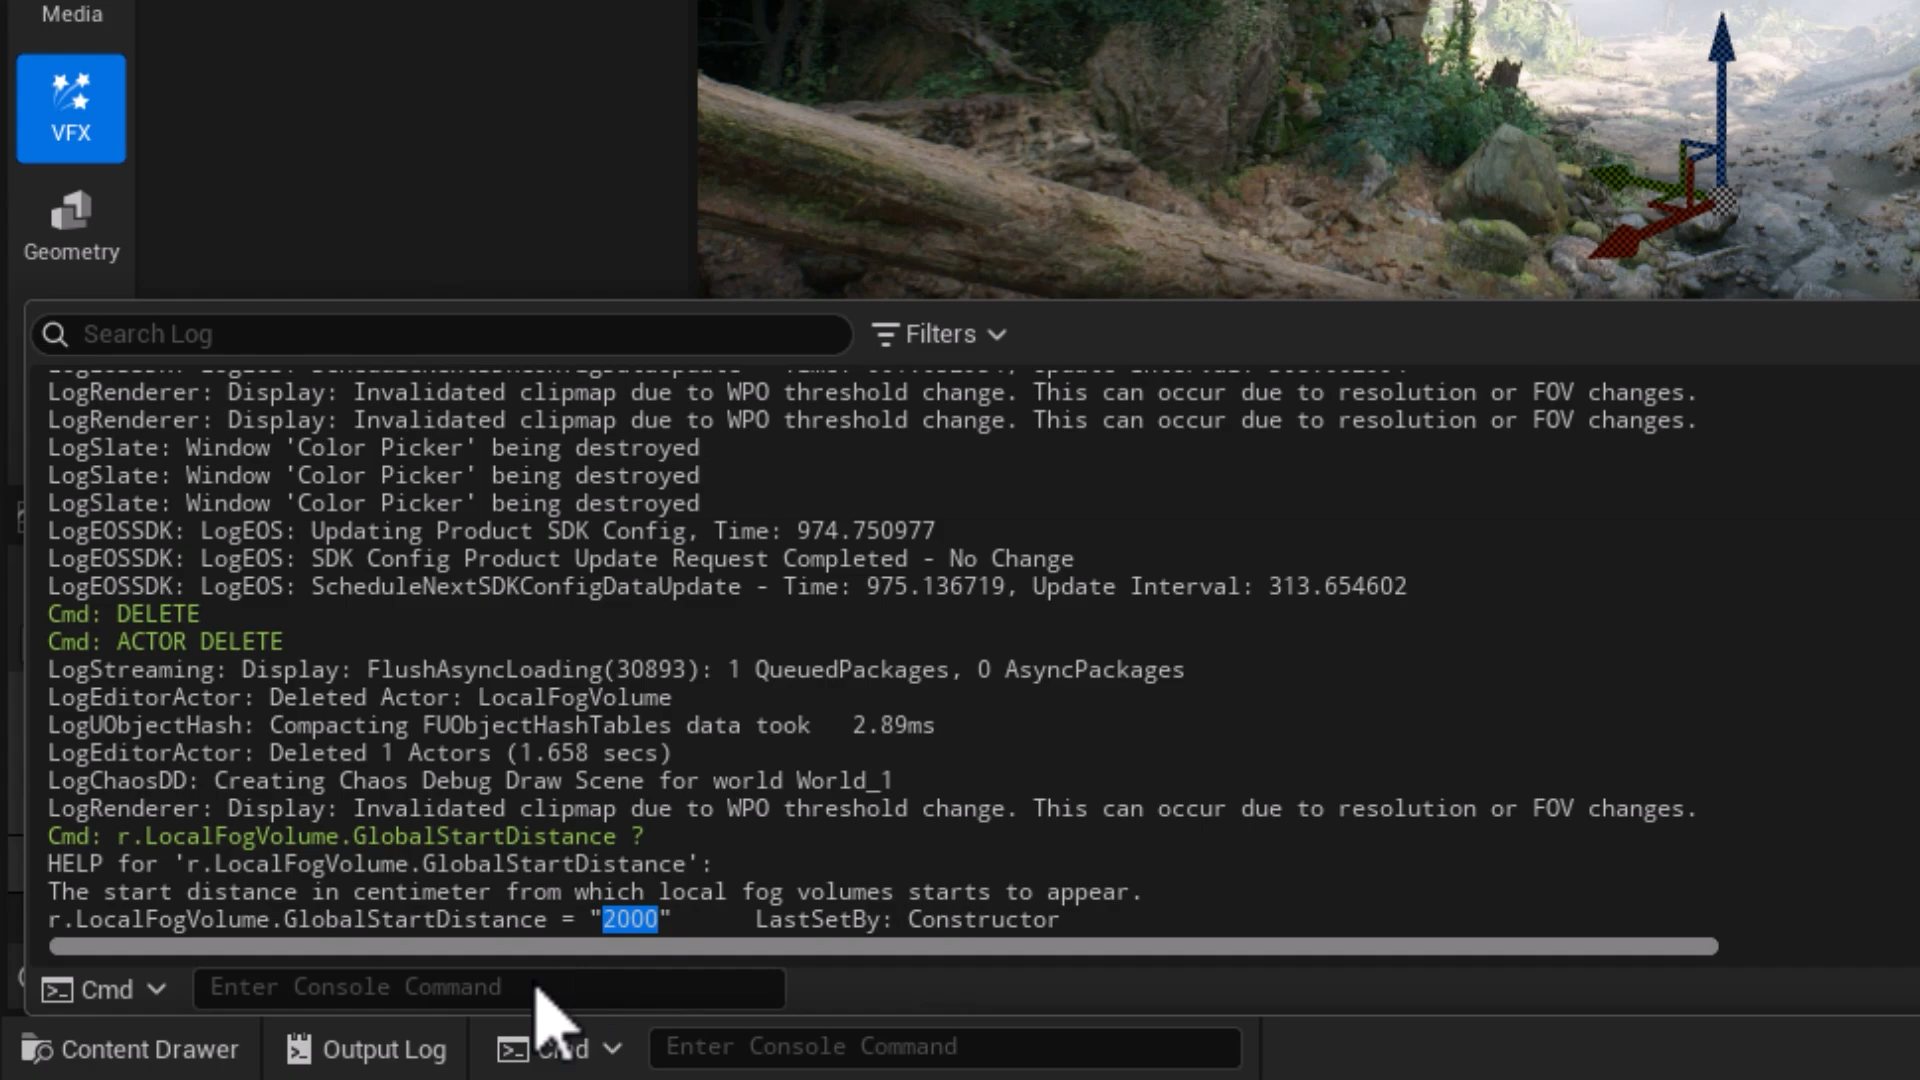 Media
VFX
Geometry
Search Log
Filters
LogRenderer: Display: Invalidated clipmap due to WPO threshold change. This can occur due to resolution or FOV changes.
LogRenderer: Display: Invalidated clipmap due to WPO threshold change. This can occur due to resolution or FOV changes.
LogSlate: Window 'Color Picker' being destroyed
LogSlate: Window 'Color Picker' being destroyed
LogSlate: Window 'Color Picker' being destroyed
LogEOSSDK: LogEOS: Updating Product SDK Config, Time: 974.750977
LogEOSSDK: LogEOS: SDK Config Product Update Request Completed - No Change
LogEOSSDK: LogEOS: ScheduleNextSDKConfigDataUpdate - Time: 975.136719, Update Interval: 313.654602
Cmd: DELETE
Cmd: ACTOR DELETE
LogStreaming: Display: FlushAsyncLoading(30893): 1 QueuedPackages, 0 AsyncPackages
LogEditorActor: Deleted Actor: LocalFogVolume
LogUObjectHash: Compacting FUObjectHashTables data took   2.89ms
LogEditorActor: Deleted 1 Actors (1.658 secs)
LogChaosDD: Creating Chaos Debug Draw Scene for world World_1
LogRenderer: Display: Invalidated clipmap due to WPO threshold change. This can occur due to resolution or FOV changes.
Cmd: r.LocalFogVolume.GlobalStartDistance ?
HELP for 'r.LocalFogVolume.GlobalStartDistance':
The start distance in centimeter from which local fog volumes starts to appear.
r.LocalFogVolume.GlobalStartDistance = "2000"      LastSetBy: Constructor
Cmd
Enter Console Command
Content Drawer
Output Log
Cmd
Enter Console Command